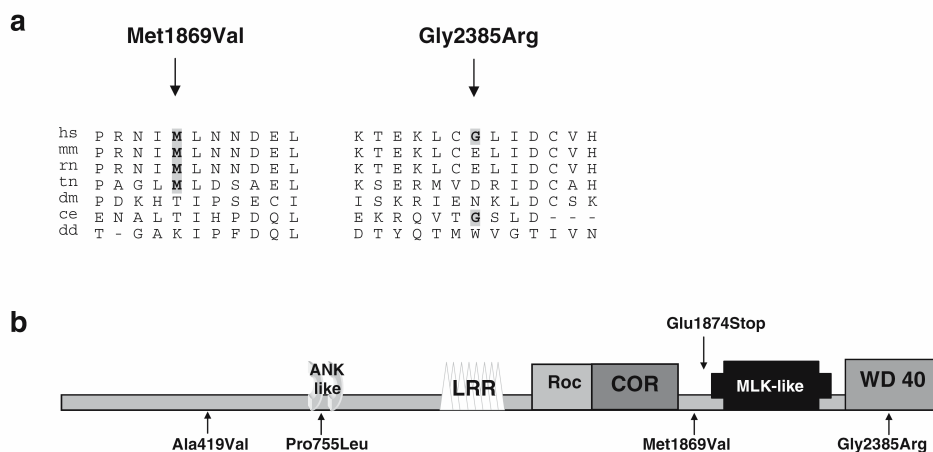 a
Met1869Val Gly2385Arg
hs P R N I M L N N D E L K T E K L C G L I D C V H
mm P R N I M L N N D E L K T E K L C E L I D C V H
rn P R N I M L N N D E L K T E K L C E L I D C V H
tn P A G L M L D S A E L K S E R M V D R I D C A H
dm P D K H T I P S E C I I S K R I E N K L D C S K
ce E N A L T I H P D Q L E K R Q V T G S L D - - -
dd T - G A K I P F D Q L D T Y Q T M W V G T I V N
b
Glu1874Stop
ANK
like
LRR
Roc
COR
MLK-like
WD 40
Ala419Val Pro755Leu Met1869Val Gly2385Arg